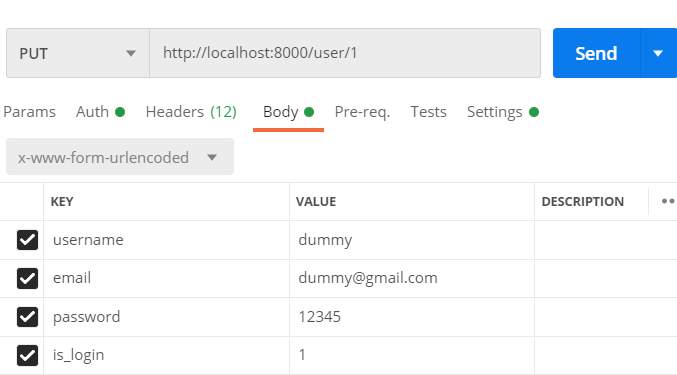 PUT http://localhost:8000/user/1 Send
Params Auth Headers (12) Body Pre-req. Tests Settings
x-www-form-urlencoded
KEY VALUE DESCRIPTION
username dummy
email dummy@gmail.com
password 12345
is_login 1